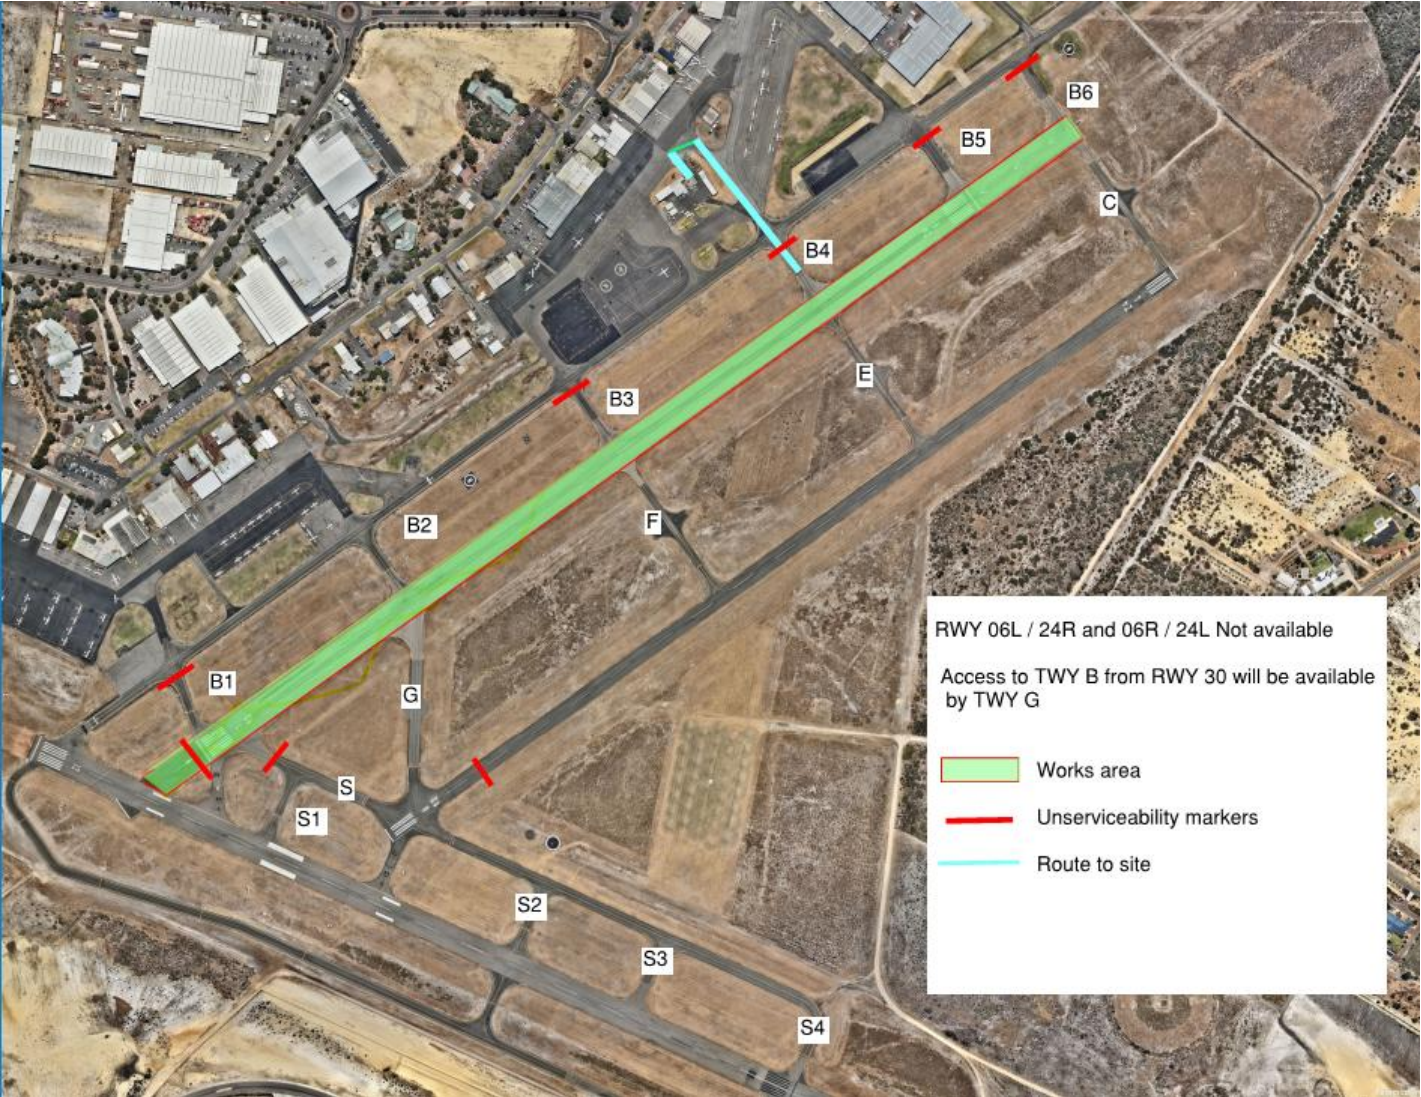 B6
B5
C
B4
E
B3
B2
F
RWY 06L / 24R and 06R / 24L Not available
Access to TWY B from RWY 30 will be available
by TWY G
B1
G
Works area
S
S1
Unserviceability markers
Route to site
S2
S3
S4